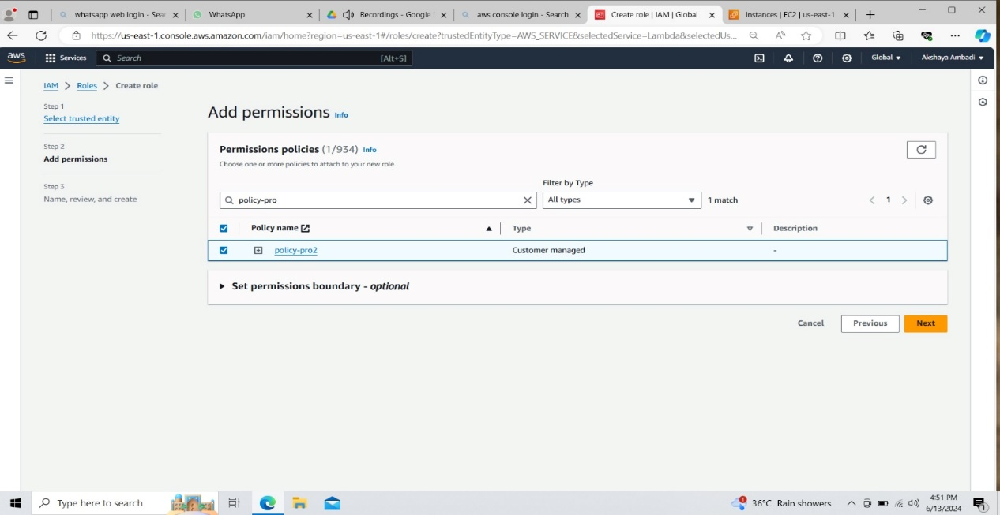 whatsapp web login - Sear
WhatsApp
Recordings - Google
aws console login - Search
Create role | IAM | Global
Instances | EC2 | us-east-1
https://us-east-1.console.aws.amazon.com/iam/home?region=us-east-1#/roles/create?trustedEntityType=AWS_SERVICE&selectedService=Lambda&selectedUs...
aws Services Search [Alt+S] Global Akshaya Ambadi
IAM > Roles > Create role
Step 1
Select trusted entity
Step 2
Add permissions
Step 3
Name, review, and create
Add permissions Info
Permissions policies (1/934) Info
Choose one or more policies to attach to your new role.
Filter by Type
policy-pro All types 1 match 1
Policy name Type Description
policy-pro2 Customer managed -
Set permissions boundary - optional
Cancel Previous Next
Type here to search
36°C Rain showers
4:51 PM
6/13/2024